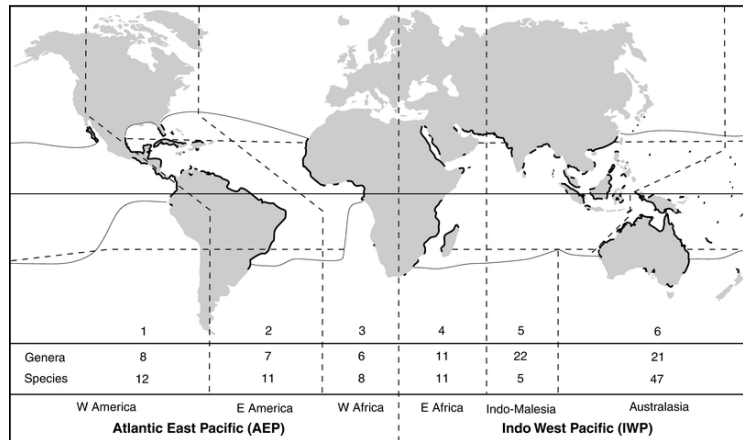 1 2 3 4 5 6
Genera 8 7 6 11 22 21
Species 12 11 8 11 5 47
W America E America W Africa E Africa Indo-Malesia Australasia
Atlantic East Pacific (AEP) Indo West Pacific (IWP)